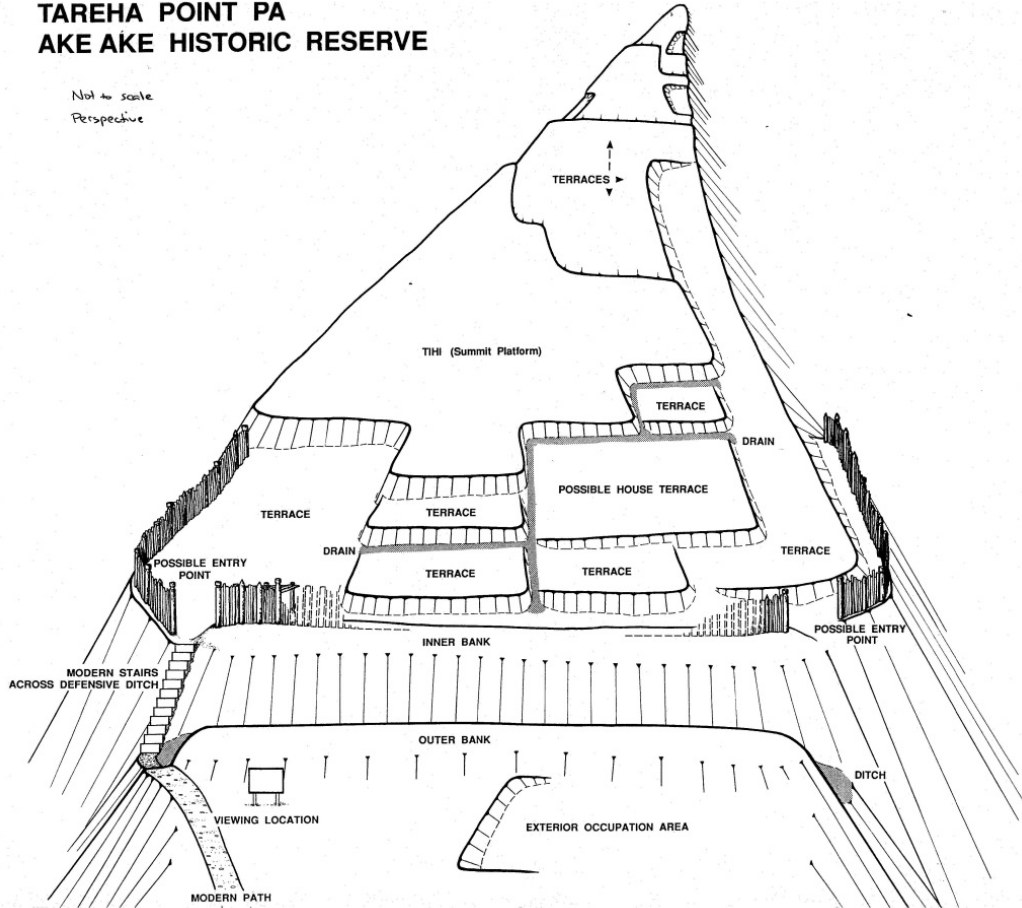 TAREHA POINT PA
AKE AKE HISTORIC RESERVE
Not to scale
Perspective
TERRACES
TIHI (Summit Platform)
TERRACE
DRAIN
POSSIBLE HOUSE TERRACE
TERRACE
TERRACE
DRAIN
TERRACE
POSSIBLE ENTRY
POINT
TERRACE
TERRACE
INNER BANK
POSSIBLE ENTRY
POINT
MODERN STAIRS
ACROSS DEFENSIVE DITCH
OUTER BANK
DITCH
VIEWING LOCATION
EXTERIOR OCCUPATION AREA
MODERN PATH